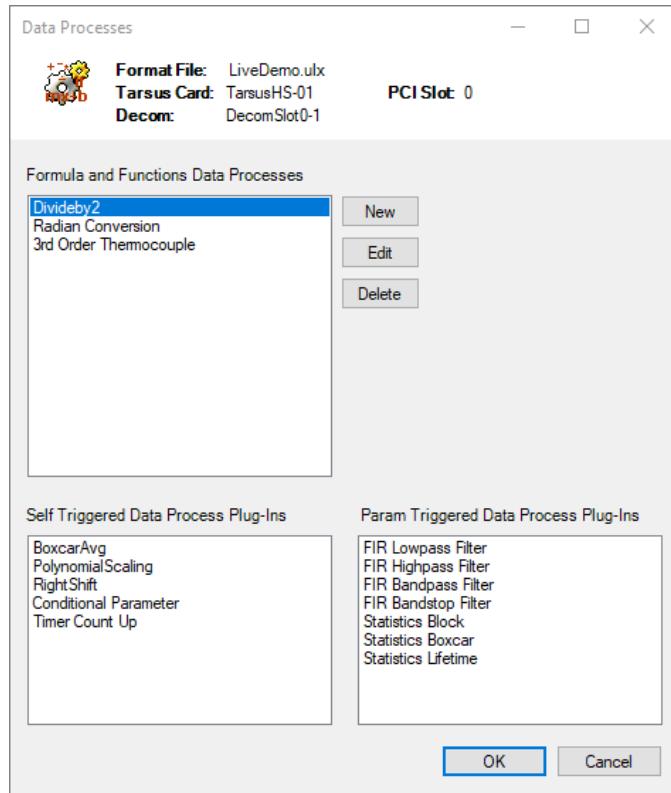 Data Processes
Format File: LiveDemo.ulx
Tarsus Card: TarsusHS-01 PCI Slot: 0
Decom: DecomSlot0-1
Formula and Functions Data Processes
Divideby2
Radian Conversion
3rd Order Thermocouple
New
Edit
Delete
Self Triggered Data Process Plug-Ins
BoxcarAvg
PolynomialScaling
RightShift
Conditional Parameter
Timer Count Up
Param Triggered Data Process Plug-Ins
FIR Lowpass Filter
FIR Highpass Filter
FIR Bandpass Filter
FIR Bandstop Filter
Statistics Block
Statistics Boxcar
Statistics Lifetime
OK
Cancel